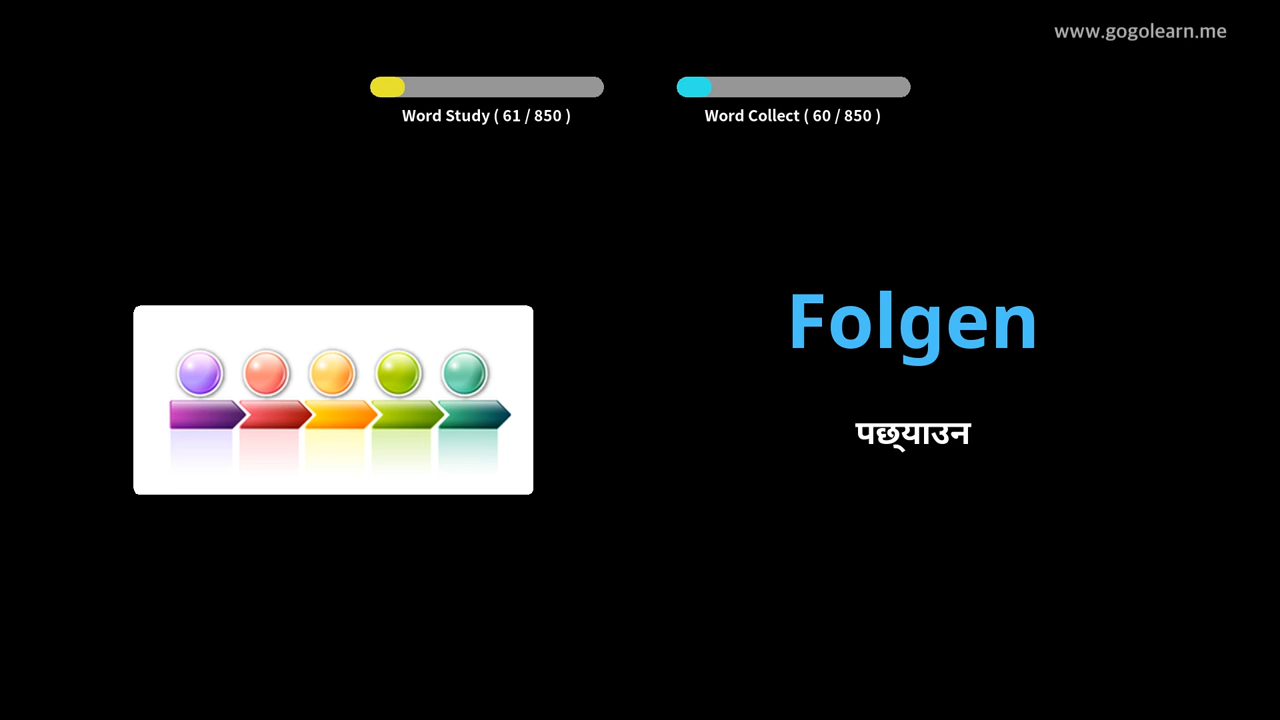 www.gogolearn.me
Word Study ( 61 / 850 )
Word Collect ( 60 / 850 )
Folgen
पछ्याउन